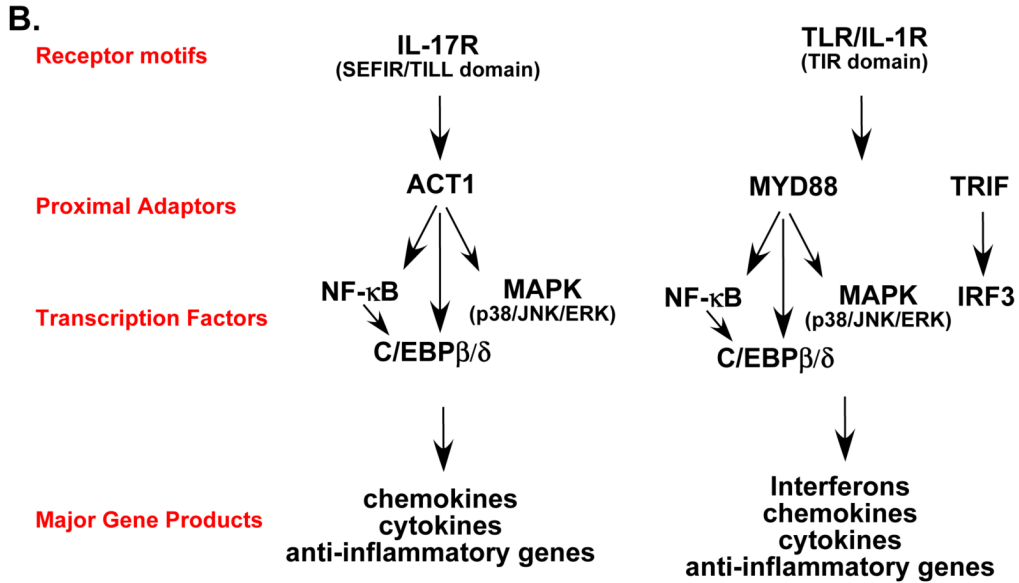 B.
Receptor motifs
IL-17R
(SEFIR/TILL domain)
TLR/IL-1R
(TIR domain)
Proximal Adaptors
ACT1
MYD88
TRIF
Transcription Factors
NF-κB
MAPK
(p38/JNK/ERK)
C/EBPβ/δ
NF-κB
MAPK
(p38/JNK/ERK)
IRF3
C/EBPβ/δ
Major Gene Products
chemokines
cytokines
anti-inflammatory genes
Interferons
chemokines
cytokines
anti-inflammatory genes